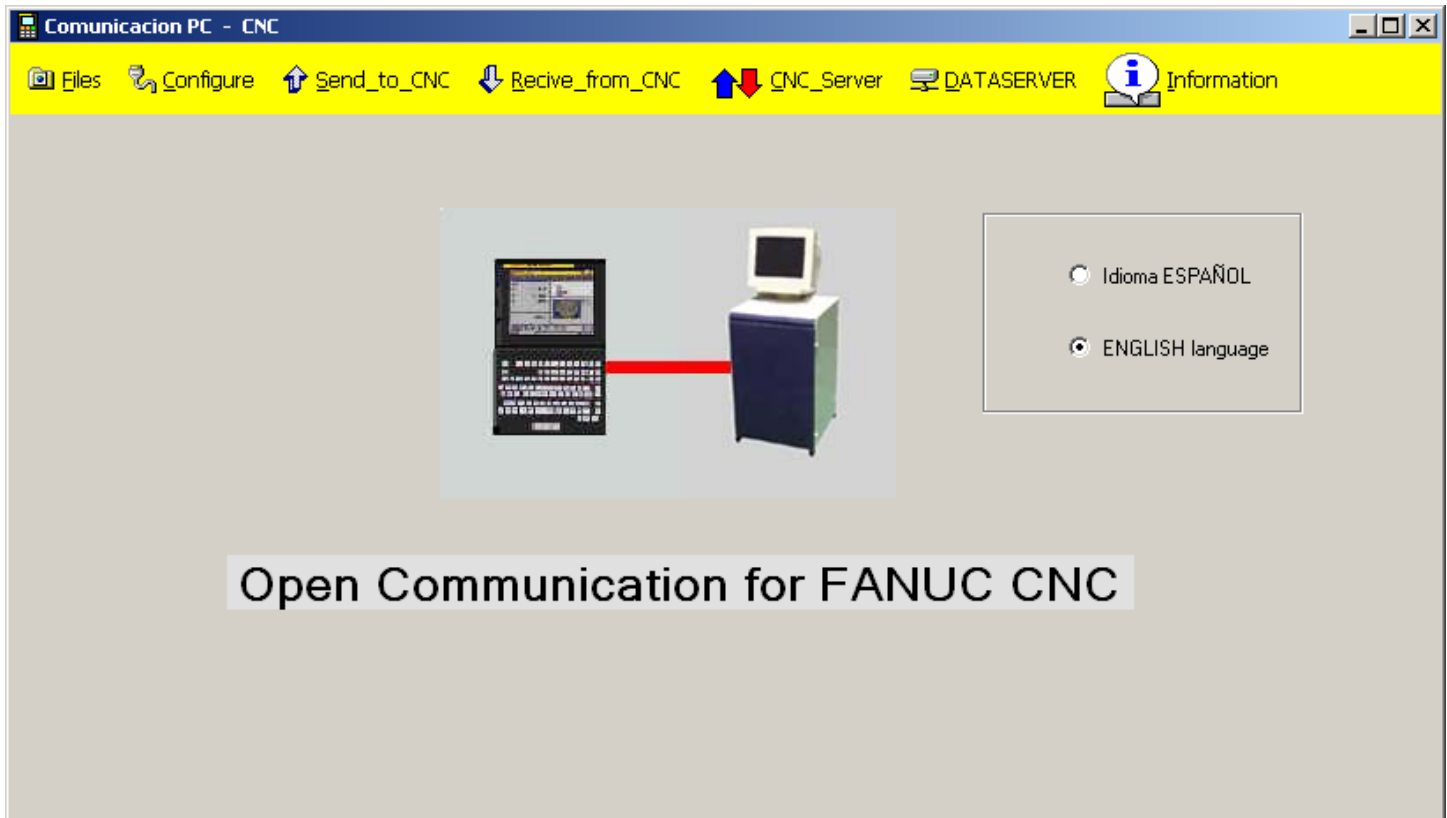 Comunicacion PC - CNC
Files Configure Send_to_CNC Recive_from_CNC CNC_Server DATASERVER Information
Idioma ESPAÑOL
ENGLISH language
Open Communication for FANUC CNC